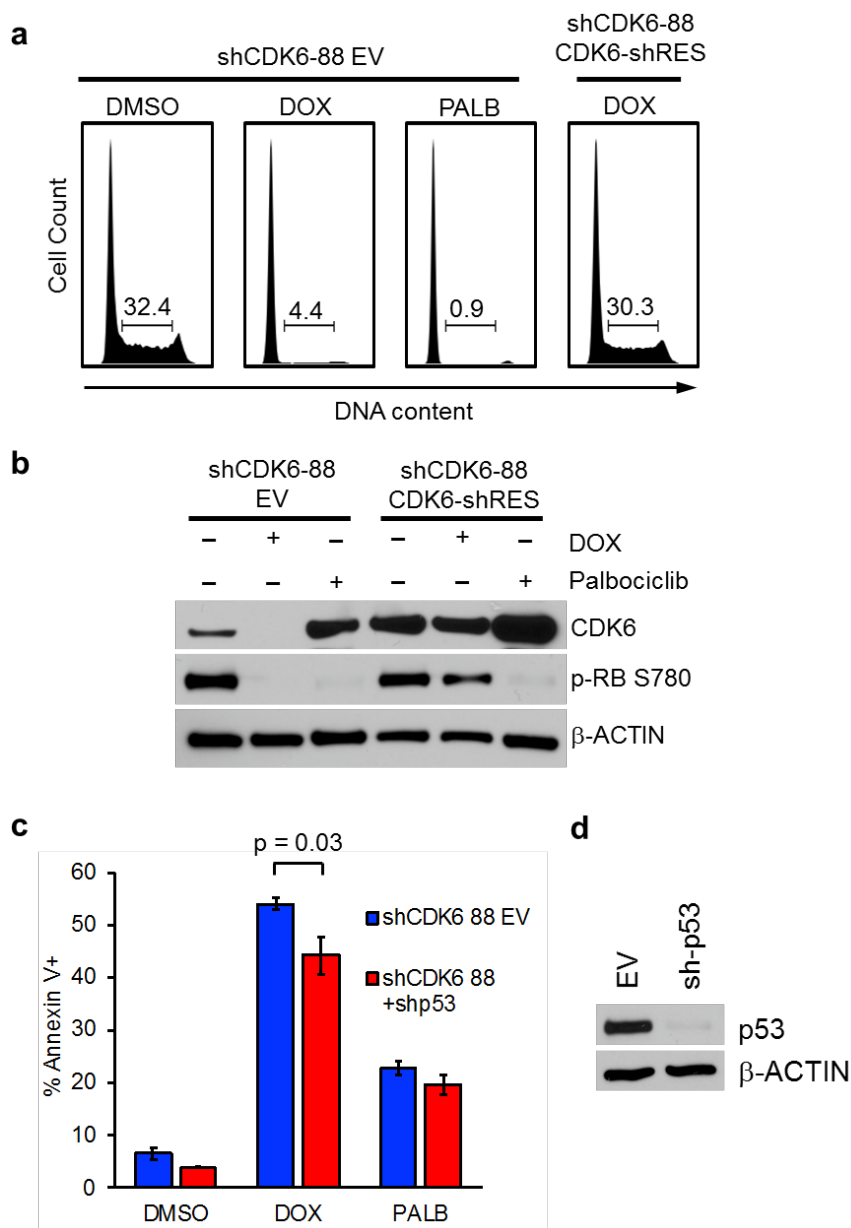 a
shCDK6-88 EV
shCDK6-88
CDK6-shRES
DMSO
DOX
PALB
DOX
Cell Count
32.4
4.4
0.9
30.3
DNA content
b
shCDK6-88
EV
shCDK6-88
CDK6-shRES
– + – – + – DOX
– – + – – + Palbociclib
CDK6
p-RB S780
β-ACTIN
c
p = 0.03
% Annexin V+
60
50
40
30
20
10
0
shCDK6 88 EV
shCDK6 88
+shp53
DMSO
DOX
PALB
d
EV
sh-p53
p53
β-ACTIN